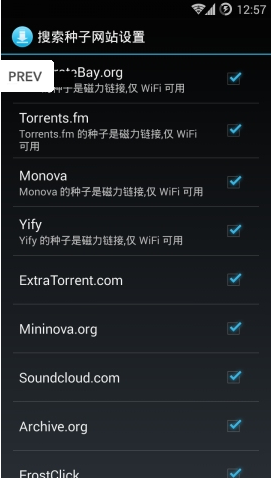 12:57
搜索种子网站设置
PREV
Bay.org
种子是磁力链接,仅 WiFi 可用
Torrents.fm
Torrents.fm 的种子是磁力链接,仅 WiFi
可用
Monova
Monova 的种子是磁力链接,仅 WiFi 可用
Yify
Yify 的种子是磁力链接,仅 WiFi 可用
ExtraTorrent.com
Mininova.org
Soundcloud.com
Archive.org
FrostClick